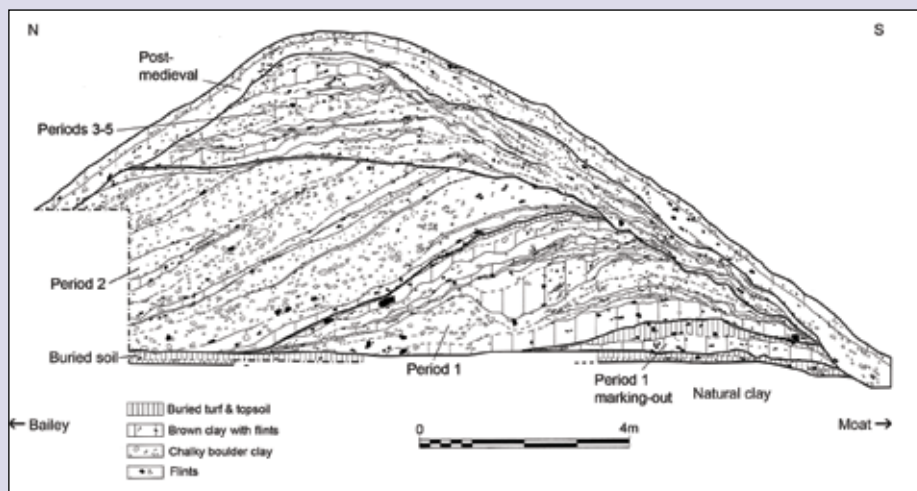 N
S
Post-
medieval
Periods 3-5
Period 2
Buried soil
Period 1
Period 1
marking-out
Natural clay
← Bailey
Moat →
Buried turf & topsoil
Brown clay with flints
Chalky boulder clay
Flints
0
4m